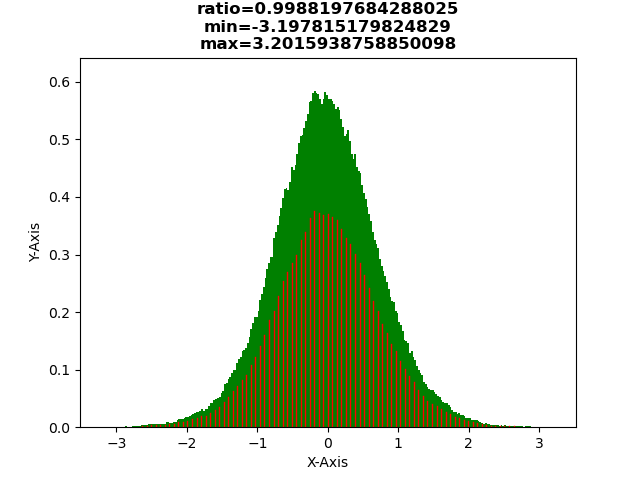 ratio=0.9988197684288025
min=-3.197815179824829
max=3.2015938758850098
0.6
0.5
0.4
0.3
0.2
0.1
0.0
Y-Axis
−3 −2 −1 0 1 2 3
X-Axis